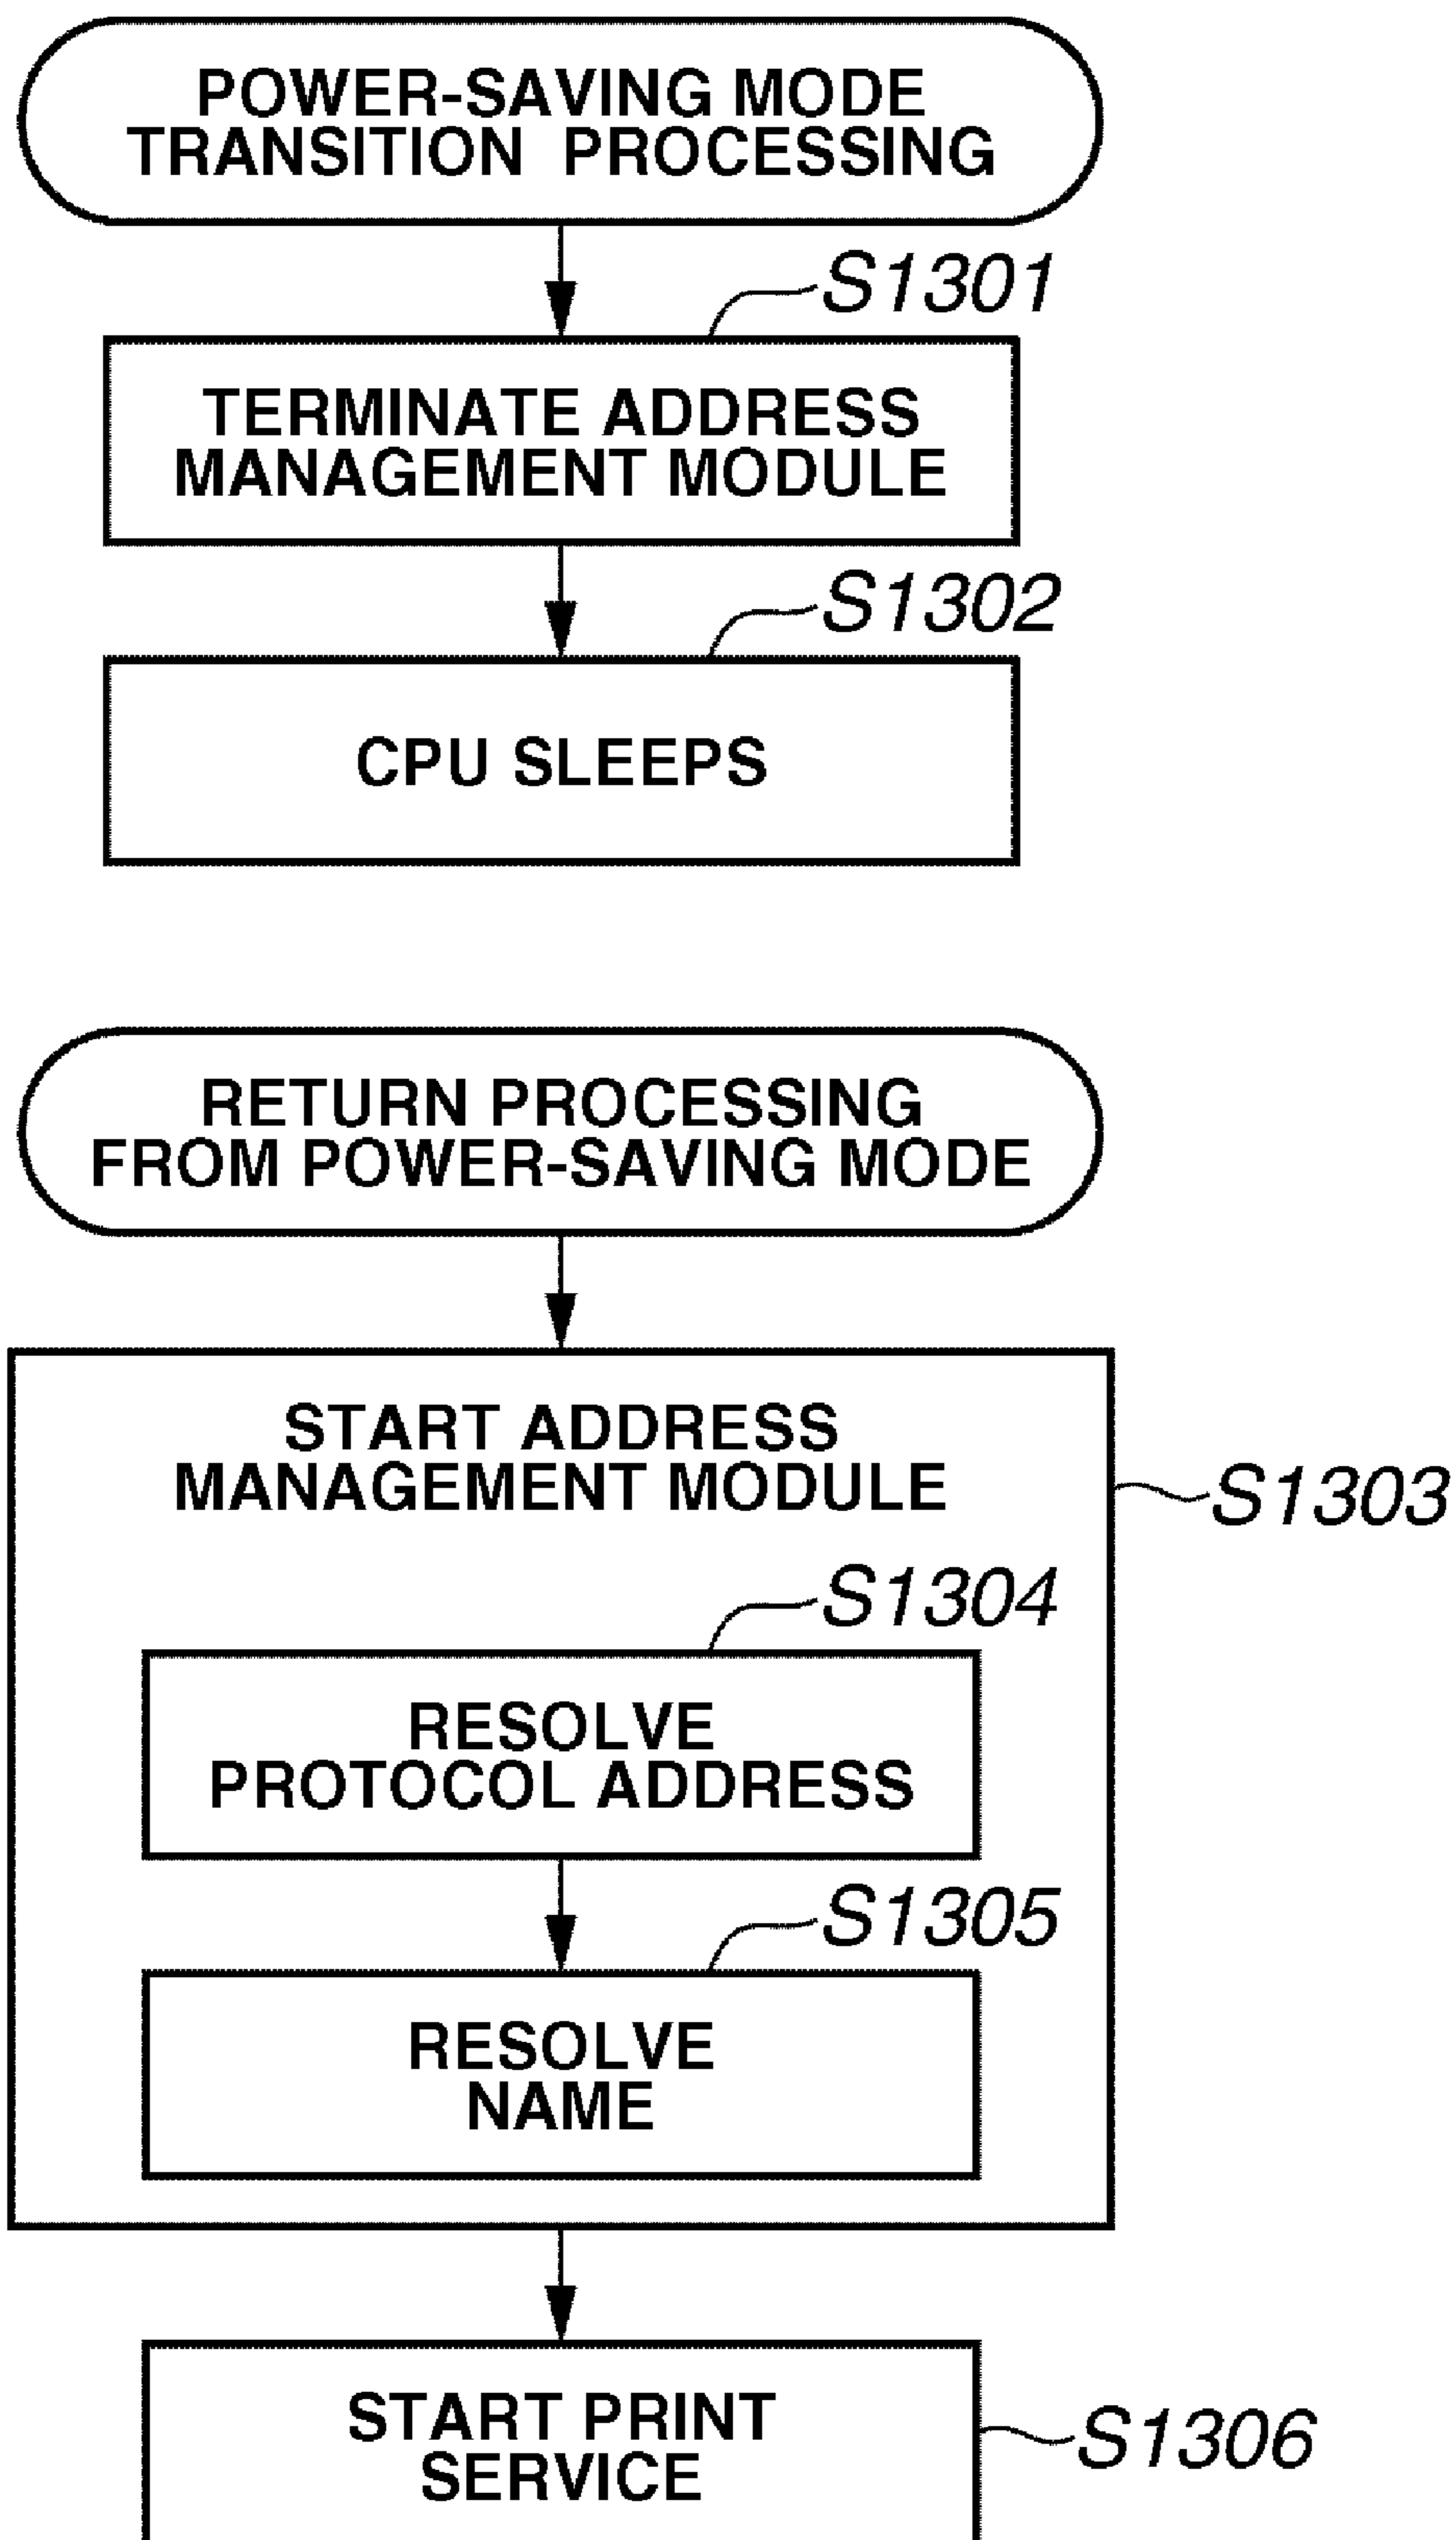 POWER-SAVING MODE
TRANSITION PROCESSING
S1301
TERMINATE ADDRESS
MANAGEMENT MODULE
S1302
CPU SLEEPS
RETURN PROCESSING
FROM POWER-SAVING MODE
START ADDRESS
MANAGEMENT MODULE
S1303
S1304
RESOLVE
PROTOCOL ADDRESS
S1305
RESOLVE
NAME
START PRINT
SERVICE
S1306